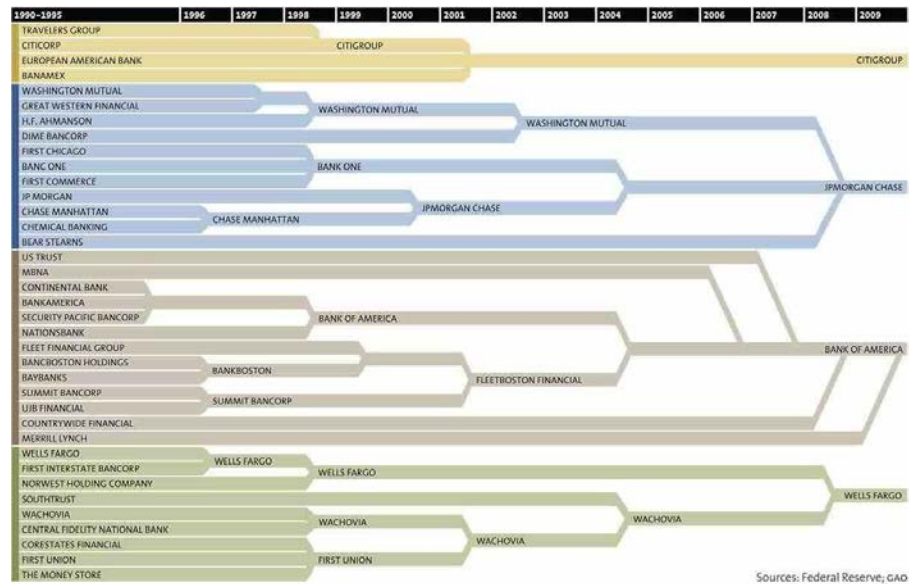 1990–1995 1996 1997 1998 1999 2000 2001 2002 2003 2004 2005 2006 2007 2008 2009
TRAVELERS GROUP
CITICORP CITIGROUP
EUROPEAN AMERICAN BANK CITIGROUP
BANAMEX
WASHINGTON MUTUAL
GREAT WESTERN FINANCIAL WASHINGTON MUTUAL
H.F. AHMANSON WASHINGTON MUTUAL
DIME BANCORP
FIRST CHICAGO
BANC ONE BANK ONE
FIRST COMMERCE JPMORGAN CHASE
JP MORGAN JPMORGAN CHASE
CHASE MANHATTAN CHASE MANHATTAN
CHEMICAL BANKING
BEAR STEARNS
US TRUST
MBNA
CONTINENTAL BANK
BANKAMERICA
SECURITY PACIFIC BANCORP BANK OF AMERICA
NATIONSBANK
FLEET FINANCIAL GROUP BANK OF AMERICA
BANCBOSTON HOLDINGS BANKBOSTON
BAYBANKS FLEETBOSTON FINANCIAL
SUMMIT BANCORP SUMMIT BANCORP
UJB FINANCIAL
COUNTRYWIDE FINANCIAL
MERRILL LYNCH
WELLS FARGO WELLS FARGO
FIRST INTERSTATE BANCORP WELLS FARGO
NORWEST HOLDING COMPANY
SOUTHTRUST WELLS FARGO
WACHOVIA WACHOVIA WACHOVIA
CENTRAL FIDELITY NATIONAL BANK
CORESTATES FINANCIAL WACHOVIA
FIRST UNION FIRST UNION
THE MONEY STORE
Sources: Federal Reserve; GAO